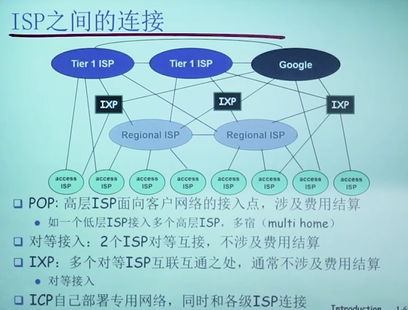 ISP之间的连接
Tier 1 ISP
Tier 1 ISP
Google
IXP
IXP
IXP
Regional ISP
Regional ISP
access ISP
access ISP
access ISP
access ISP
access ISP
access ISP
access ISP
access ISP
POP: 高层ISP面向客户网络的接入点，涉及费用结算
如一个低层ISP接入多个高层ISP，多宿（multi home）
对等接入：2个ISP对等互接，不涉及费用结算
IXP：多个对等ISP互联互通之处，通常不涉及费用结算
对等接入
ICP自己部署专用网络，同时和各级ISP连接
Introduction